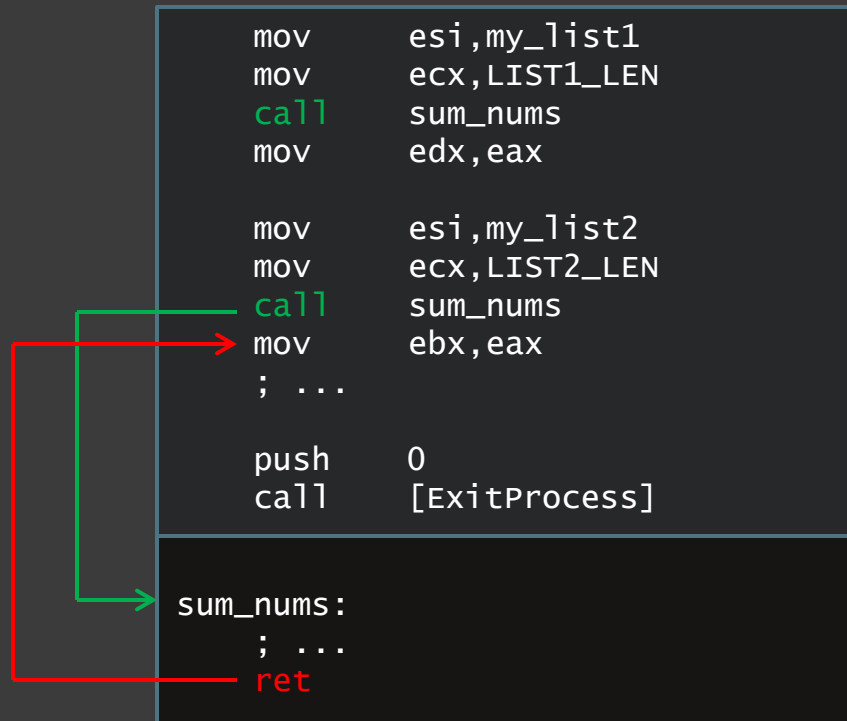 mov esi,my_list1
mov ecx,LIST1_LEN
call sum_nums
mov edx,eax
mov esi,my_list2
mov ecx,LIST2_LEN
call sum_nums
mov ebx,eax
; ...
push 0
call [ExitProcess]
sum_nums:
; ...
ret